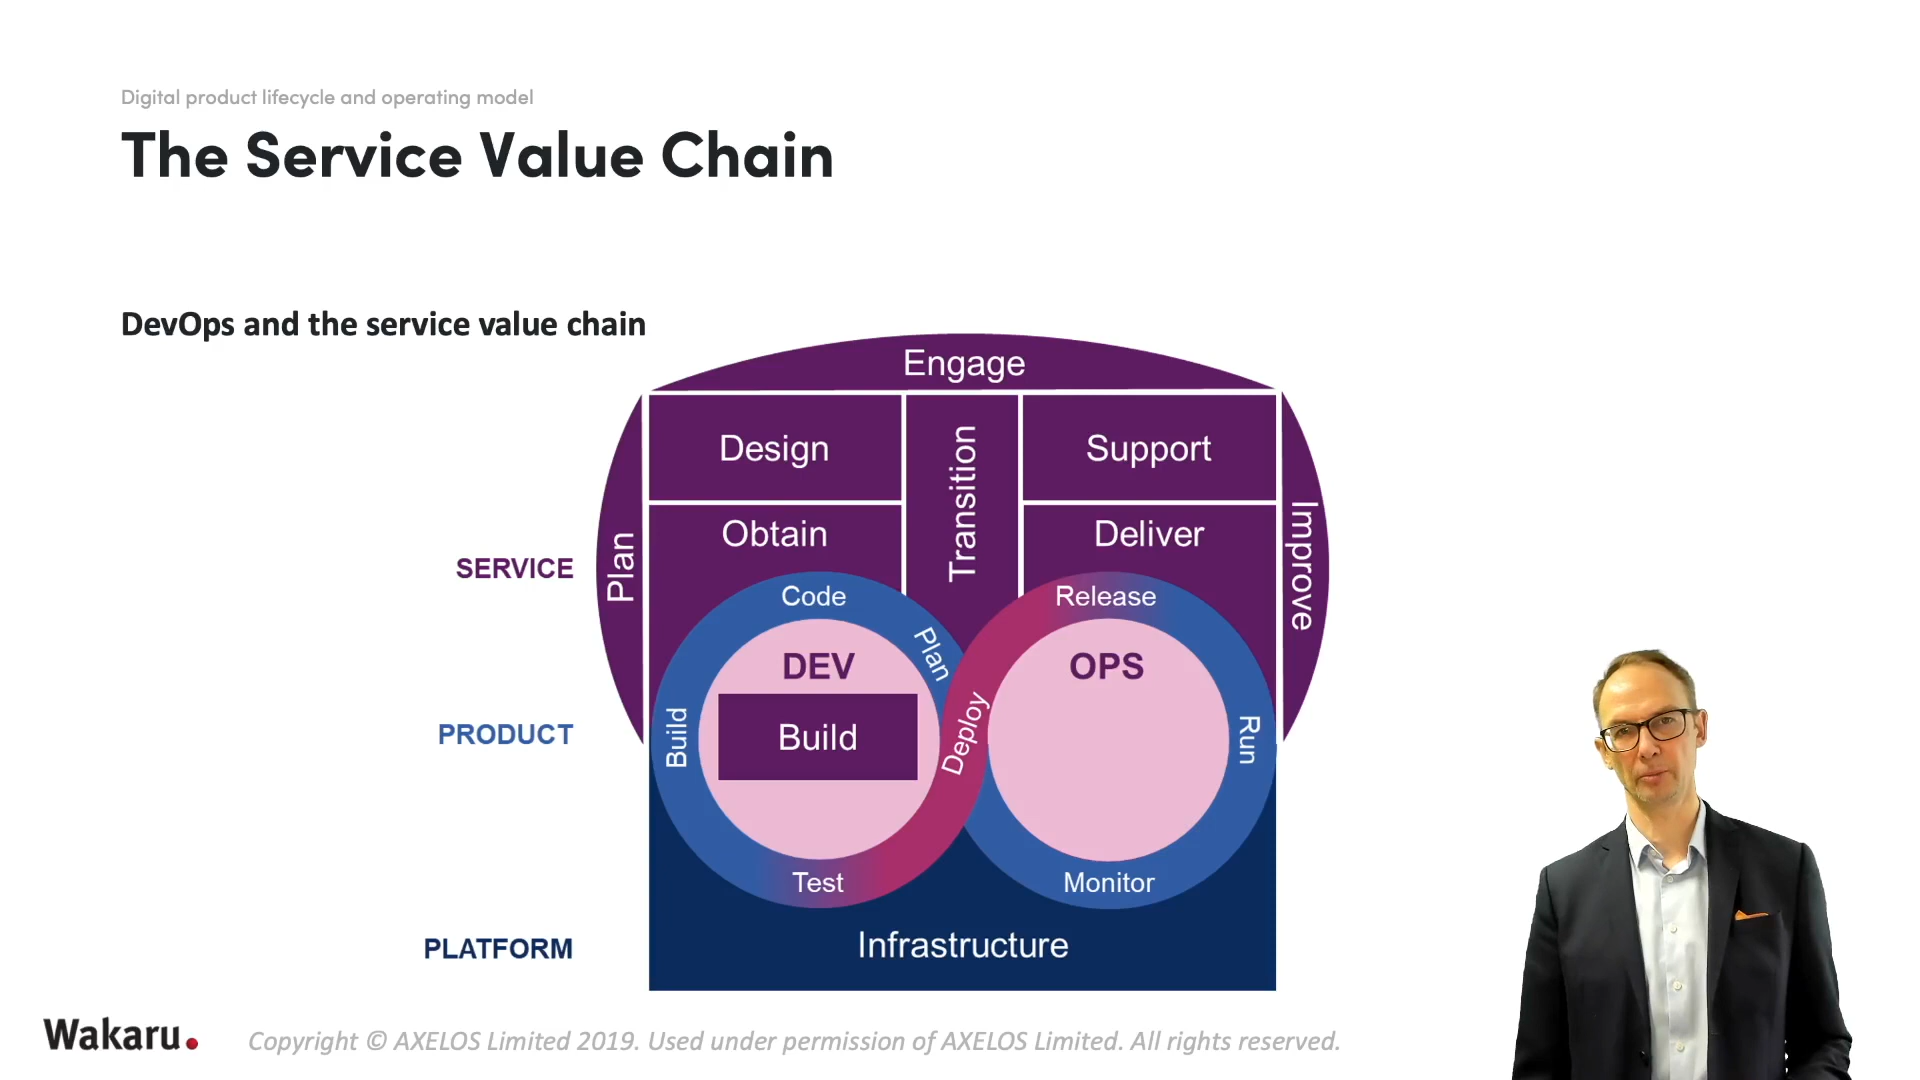 Digital product lifecycle and operating model
The Service Value Chain
DevOps and the service value chain
Engage
Design
Transition
Support
Obtain
Deliver
Plan
Improve
SERVICE
Code
Release
Plan
DEV
OPS
PRODUCT
Build
Build
Deploy
Run
Test
Monitor
PLATFORM
Infrastructure
Wakaru.
Copyright © AXELOS Limited 2019. Used under permission of AXELOS Limited. All rights reserved.